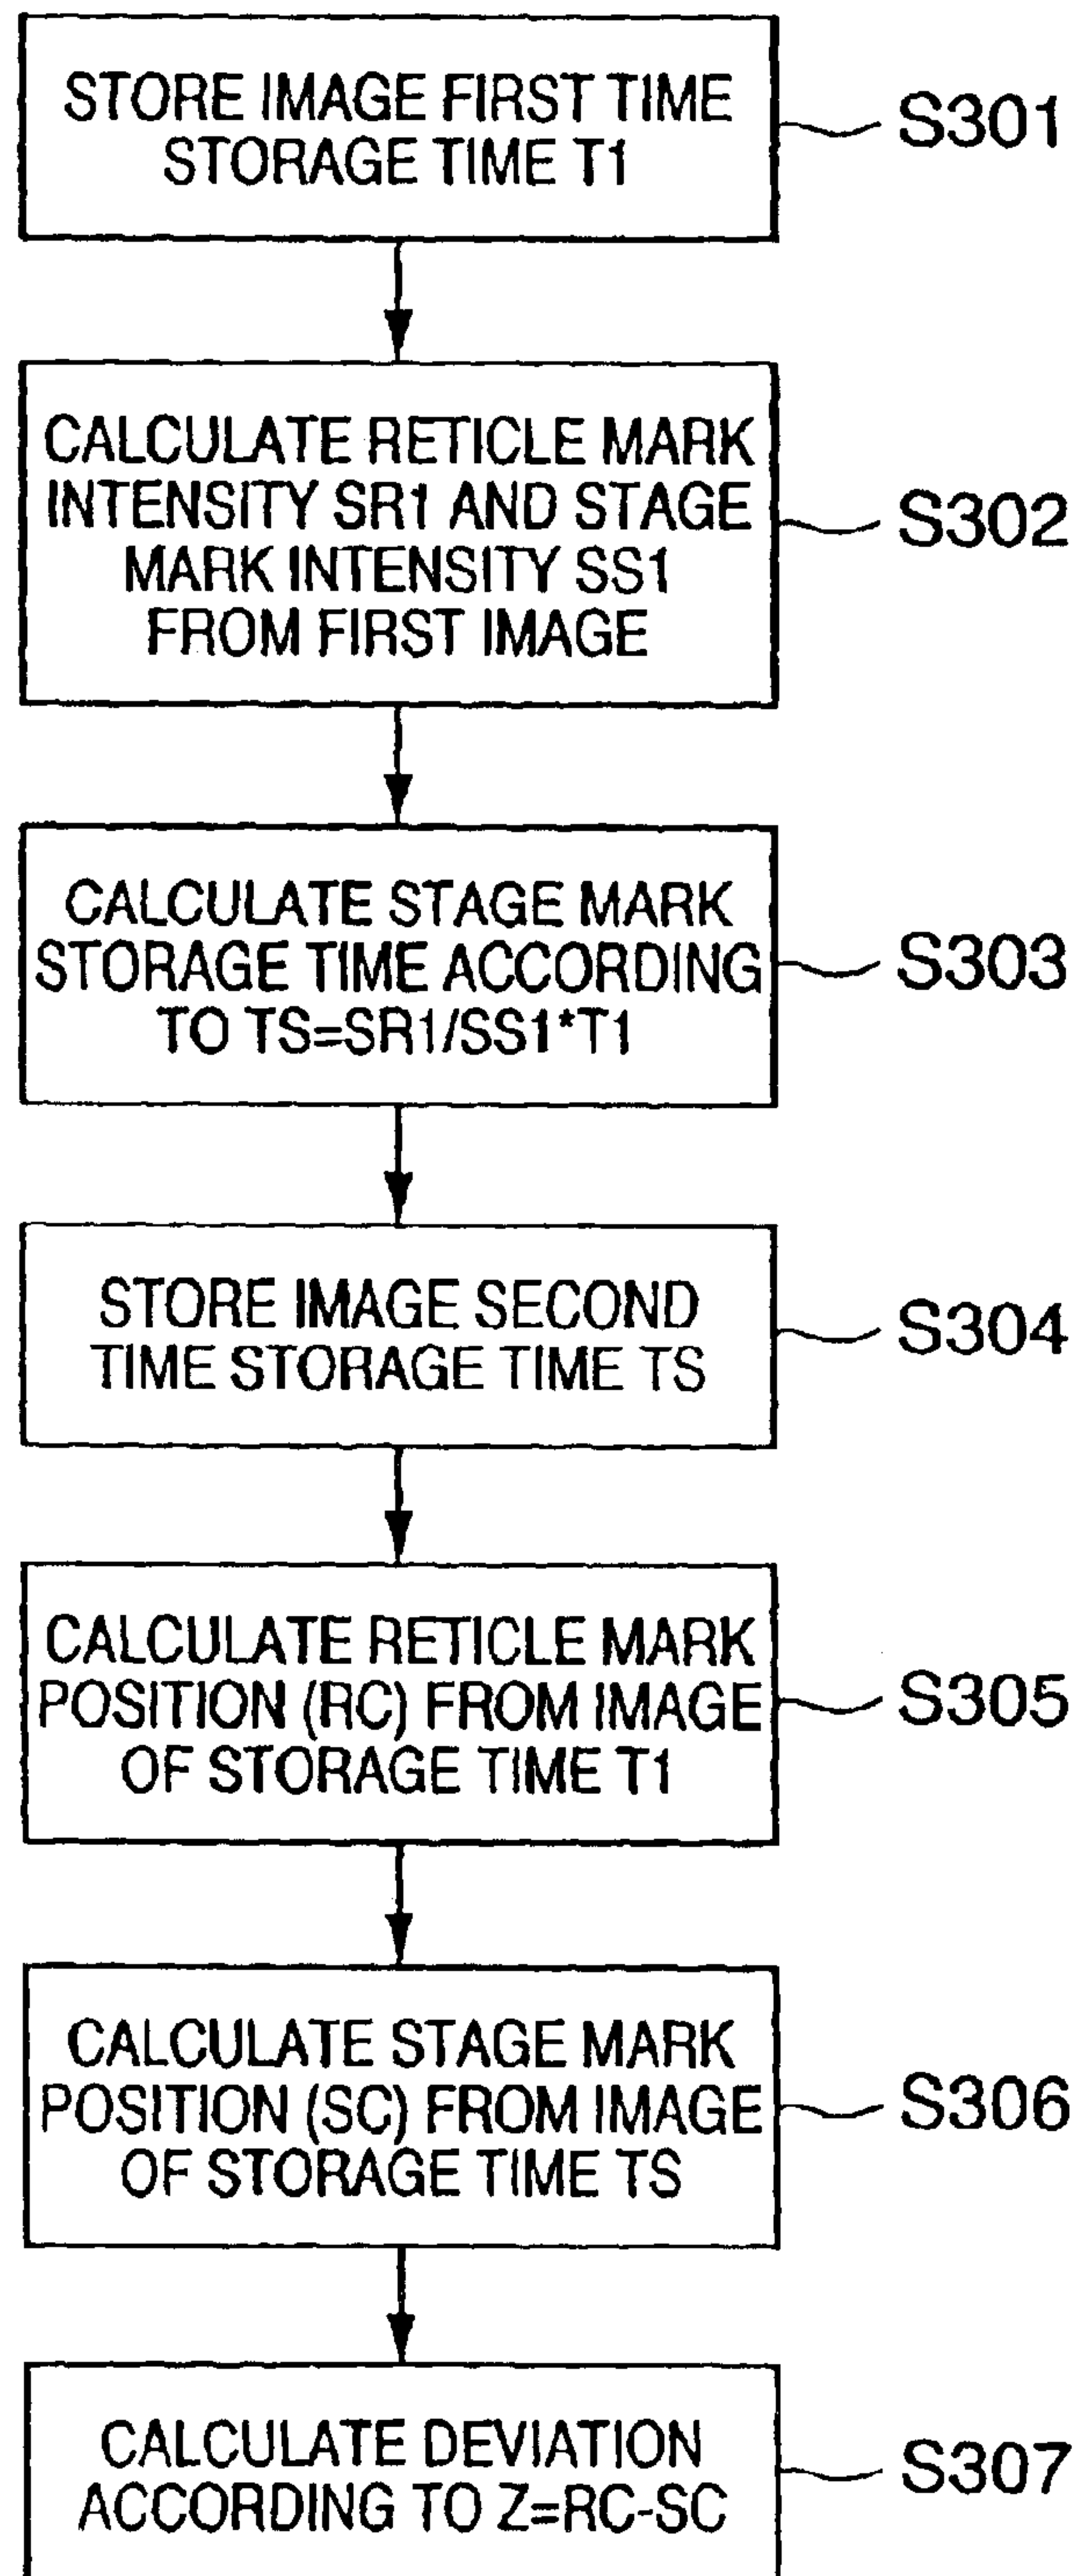 STORE IMAGE FIRST TIME
STORAGE TIME T1
S301
CALCULATE RETICLE MARK
INTENSITY SR1 AND STAGE
MARK INTENSITY SS1
FROM FIRST IMAGE
S302
CALCULATE STAGE MARK
STORAGE TIME ACCORDING
TO TS=SR1/SS1*T1
S303
STORE IMAGE SECOND
TIME STORAGE TIME TS
S304
CALCULATE RETICLE MARK
POSITION (RC) FROM IMAGE
OF STORAGE TIME T1
S305
CALCULATE STAGE MARK
POSITION (SC) FROM IMAGE
OF STORAGE TIME TS
S306
CALCULATE DEVIATION
ACCORDING TO Z=RC-SC
S307